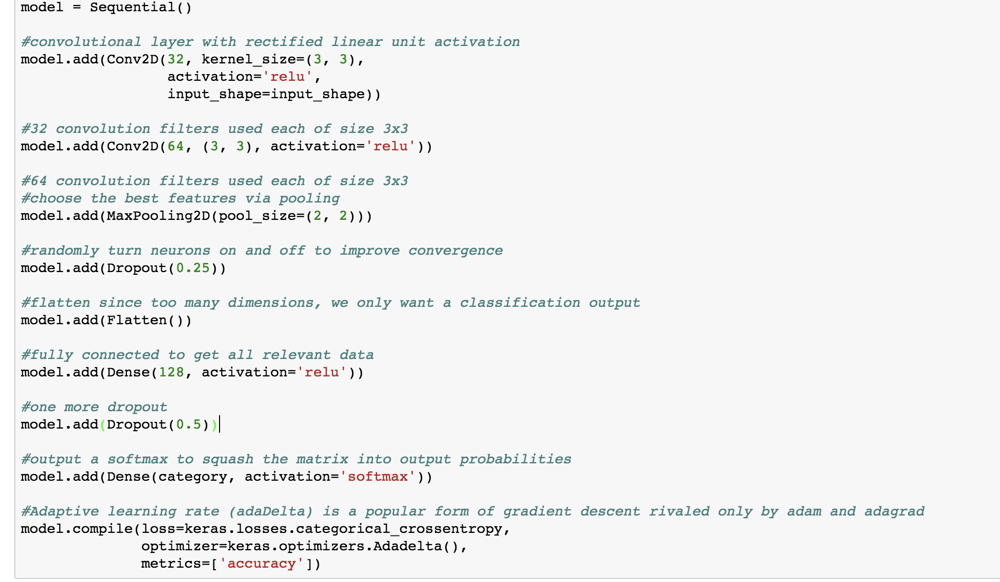 model = Sequential()
#convolutional layer with rectified linear unit activation
model.add(Conv2D(32, kernel_size=(3, 3),
activation='relu',
input_shape=input_shape))
#32 convolution filters used each of size 3x3
model.add(Conv2D(64, (3, 3), activation='relu'))
#64 convolution filters used each of size 3x3
#choose the best features via pooling
model.add(MaxPooling2D(pool_size=(2, 2)))
#randomly turn neurons on and off to improve convergence
model.add(Dropout(0.25))
#flatten since too many dimensions, we only want a classification output
model.add(Flatten())
#fully connected to get all relevant data
model.add(Dense(128, activation='relu'))
#one more dropout
model.add(Dropout(0.5))
#output a softmax to squash the matrix into output probabilities
model.add(Dense(category, activation='softmax'))
#Adaptive learning rate (adaDelta) is a popular form of gradient descent rivaled only by adam and adagrad
model.compile(loss=keras.losses.categorical_crossentropy,
optimizer=keras.optimizers.Adadelta(),
metrics=['accuracy'])